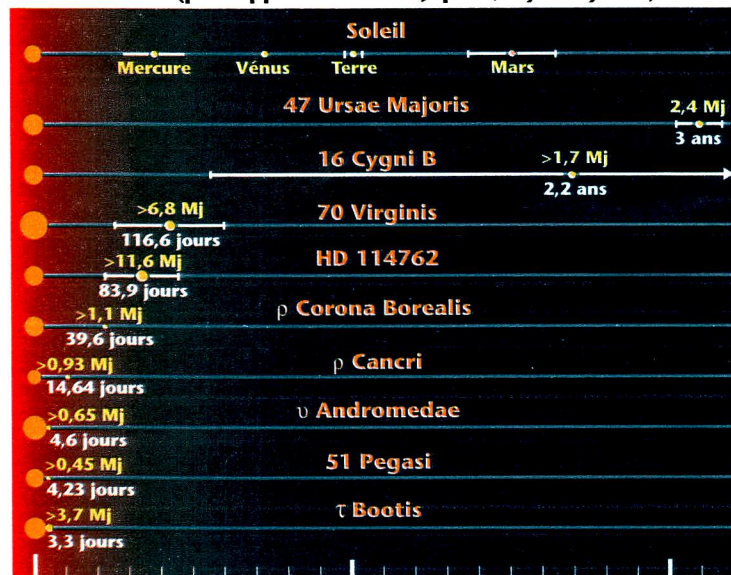 Soleil
Mercure Vénus Terre Mars
47 Ursae Majoris
2,4 Mj
3 ans
16 Cygni B
>1,7 Mj
2,2 ans
70 Virginis
>6,8 Mj
116,6 jours
HD 114762
>11,6 Mj
83,9 jours
ρ Corona Borealis
>1,1 Mj
39,6 jours
ρ Cancri
>0,93 Mj
14,64 jours
υ Andromedae
>0,65 Mj
4,6 jours
51 Pegasi
>0,45 Mj
4,23 jours
τ Bootis
>3,7 Mj
3,3 jours